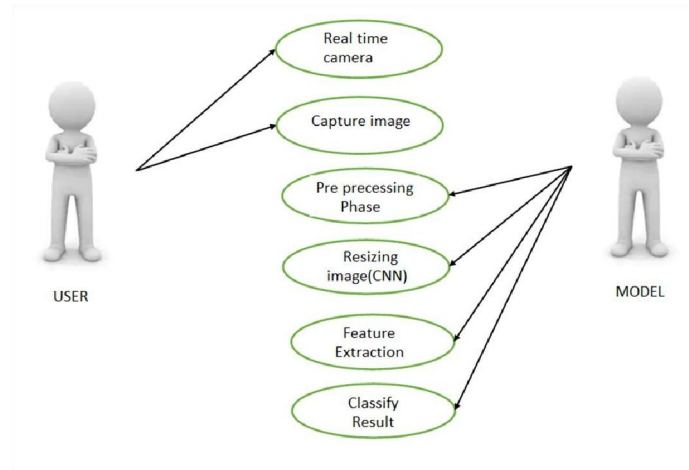 Real time
camera
Capture image
Pre precessing
Phase
Resizing
image(CNN)
USER
MODEL
Feature
Extraction
Classify
Result